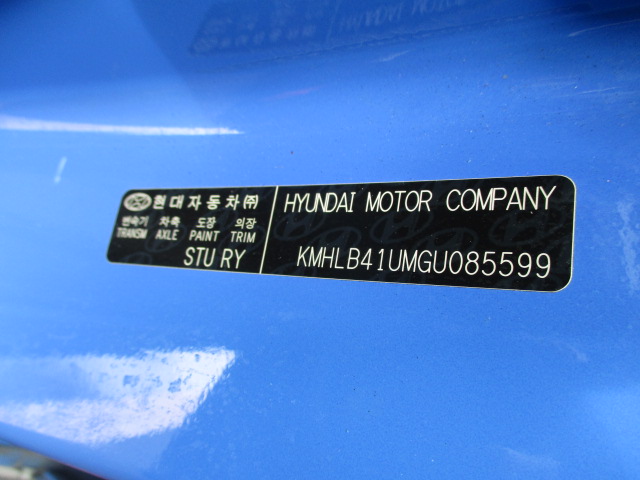 현대자동차㈜
변속기 차축 도장 의장
TRANSM AXLE PAINT TRIM
STU RY
HYUNDAI MOTOR COMPANY
KMHLB41UMGU085599